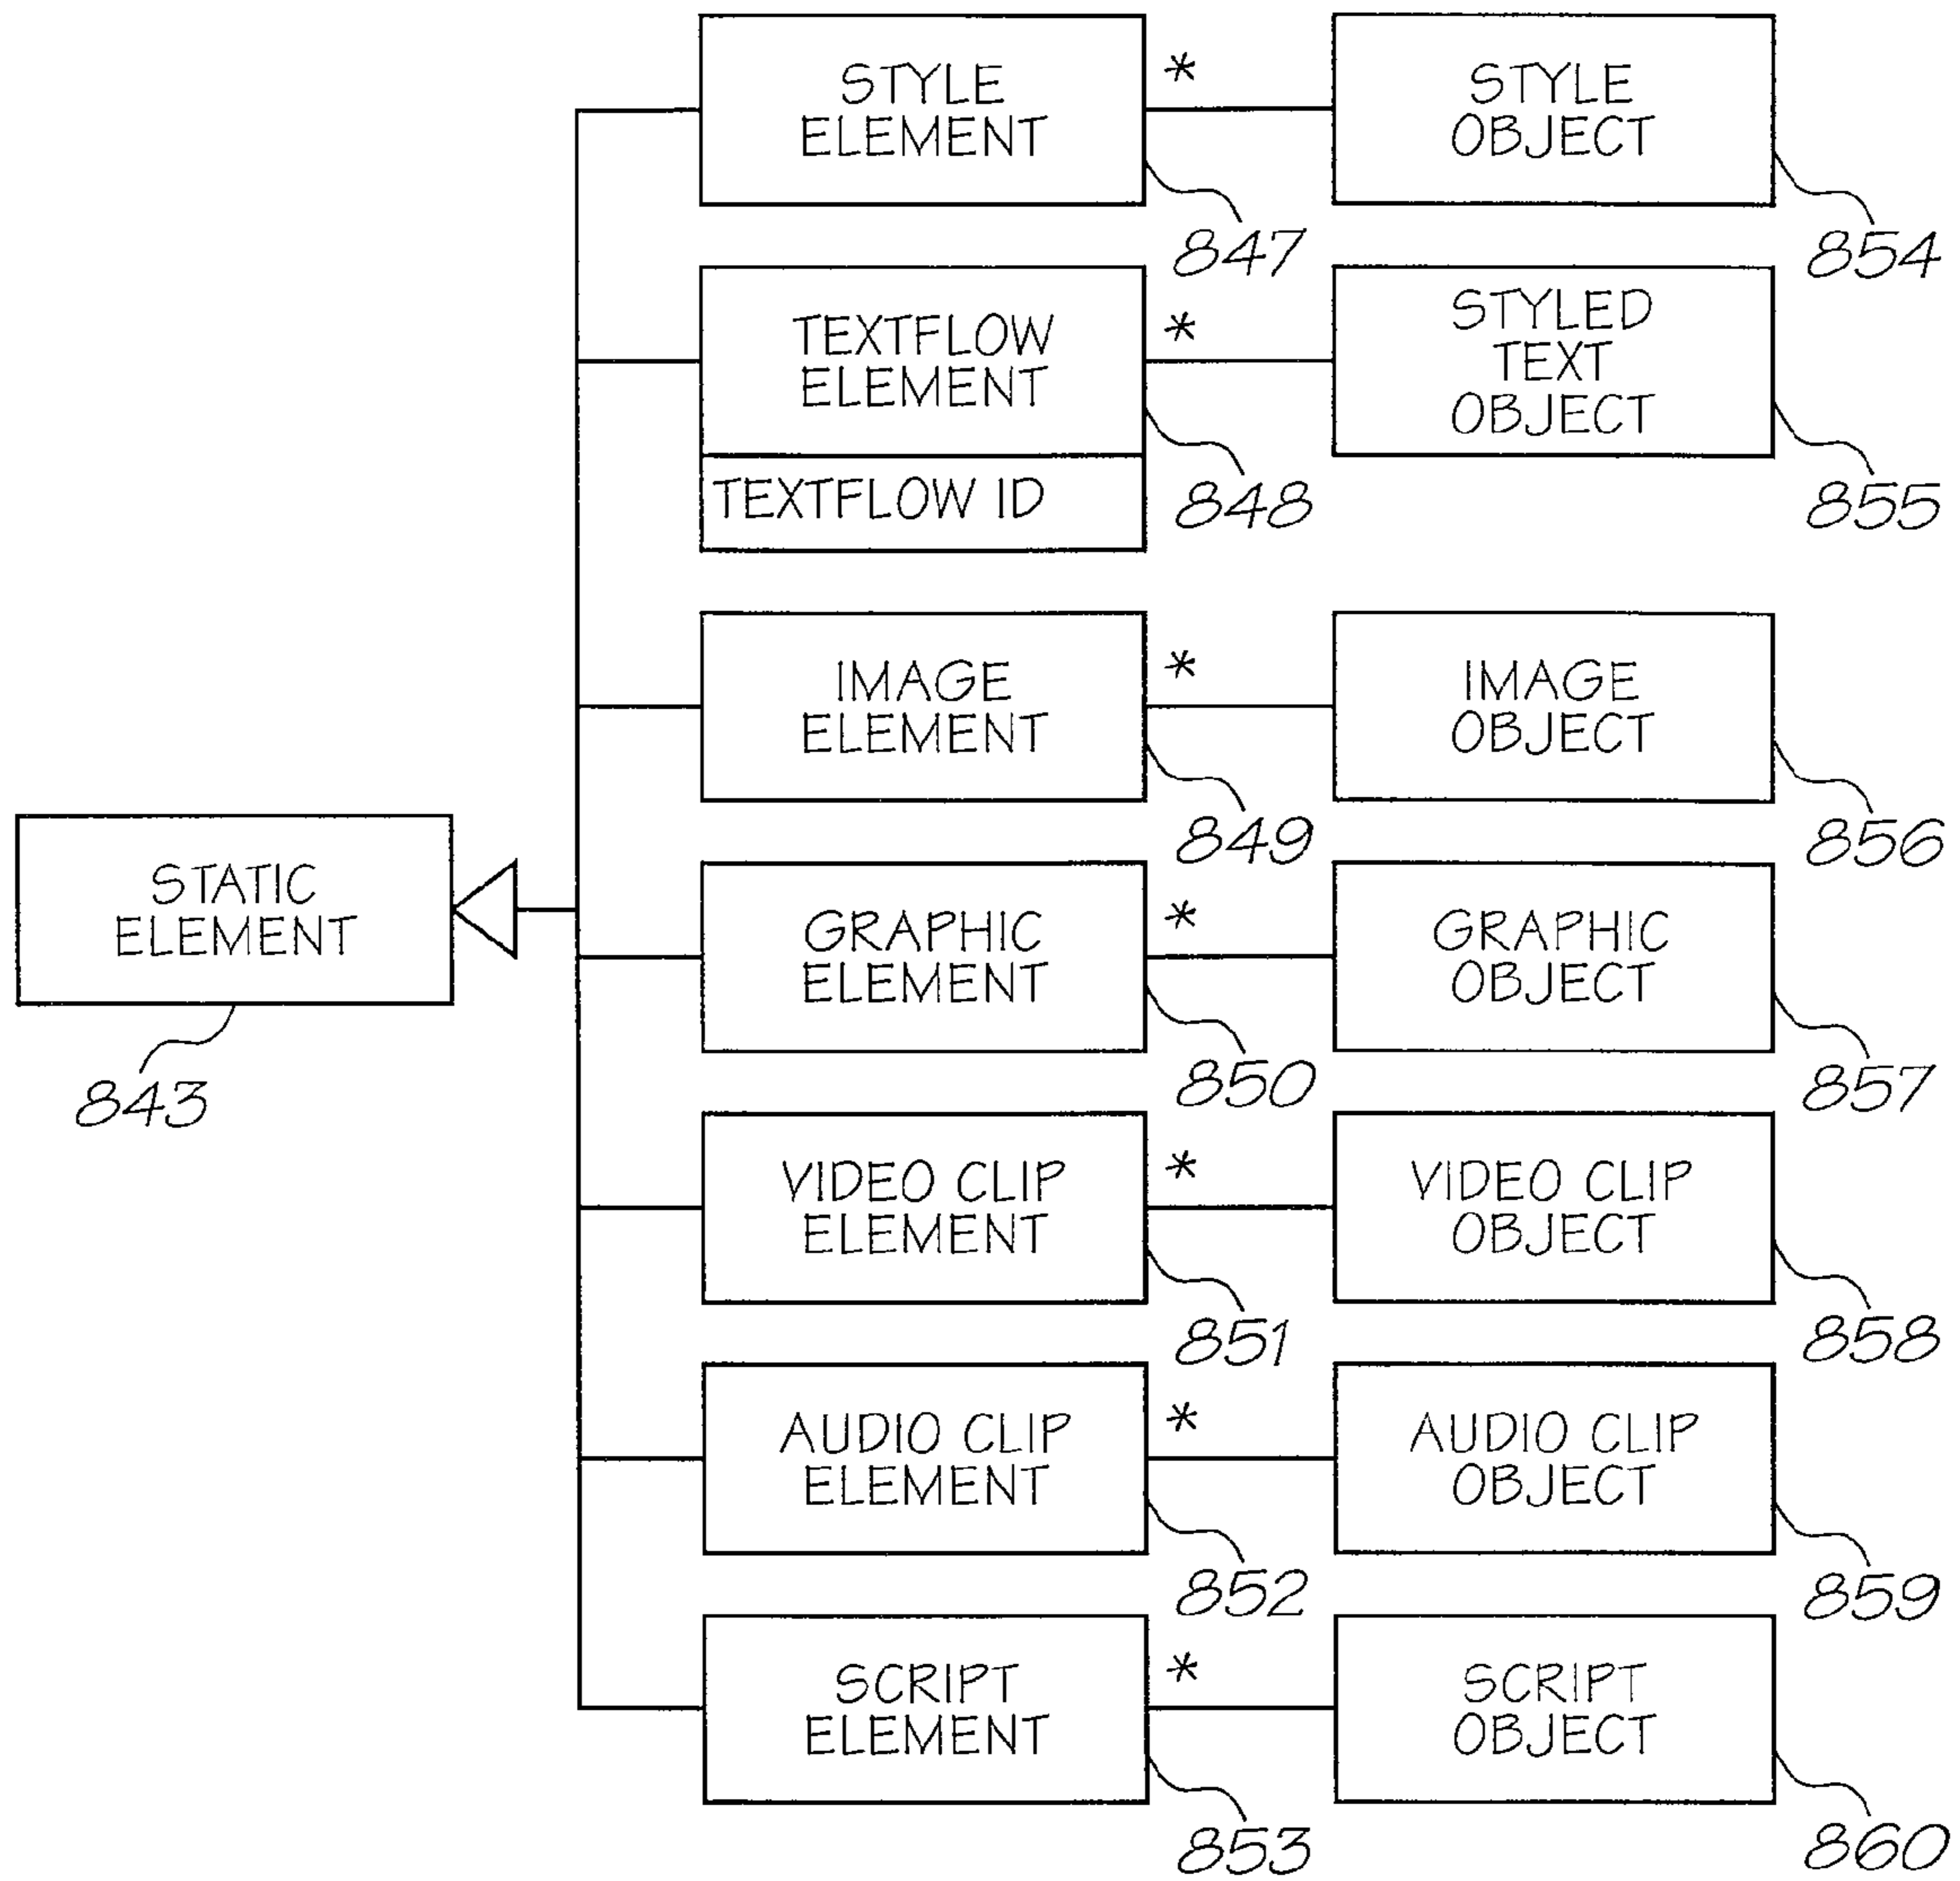 STYLE
ELEMENT
*
STYLE
OBJECT
847
854
TEXTFLOW
ELEMENT
TEXTFLOW ID
*
STYLED
TEXT
OBJECT
848
855
IMAGE
ELEMENT
*
IMAGE
OBJECT
849
856
STATIC
ELEMENT
843
GRAPHIC
ELEMENT
*
GRAPHIC
OBJECT
850
857
VIDEO CLIP
ELEMENT
*
VIDEO CLIP
OBJECT
851
858
AUDIO CLIP
ELEMENT
*
AUDIO CLIP
OBJECT
852
859
SCRIPT
ELEMENT
*
SCRIPT
OBJECT
853
860